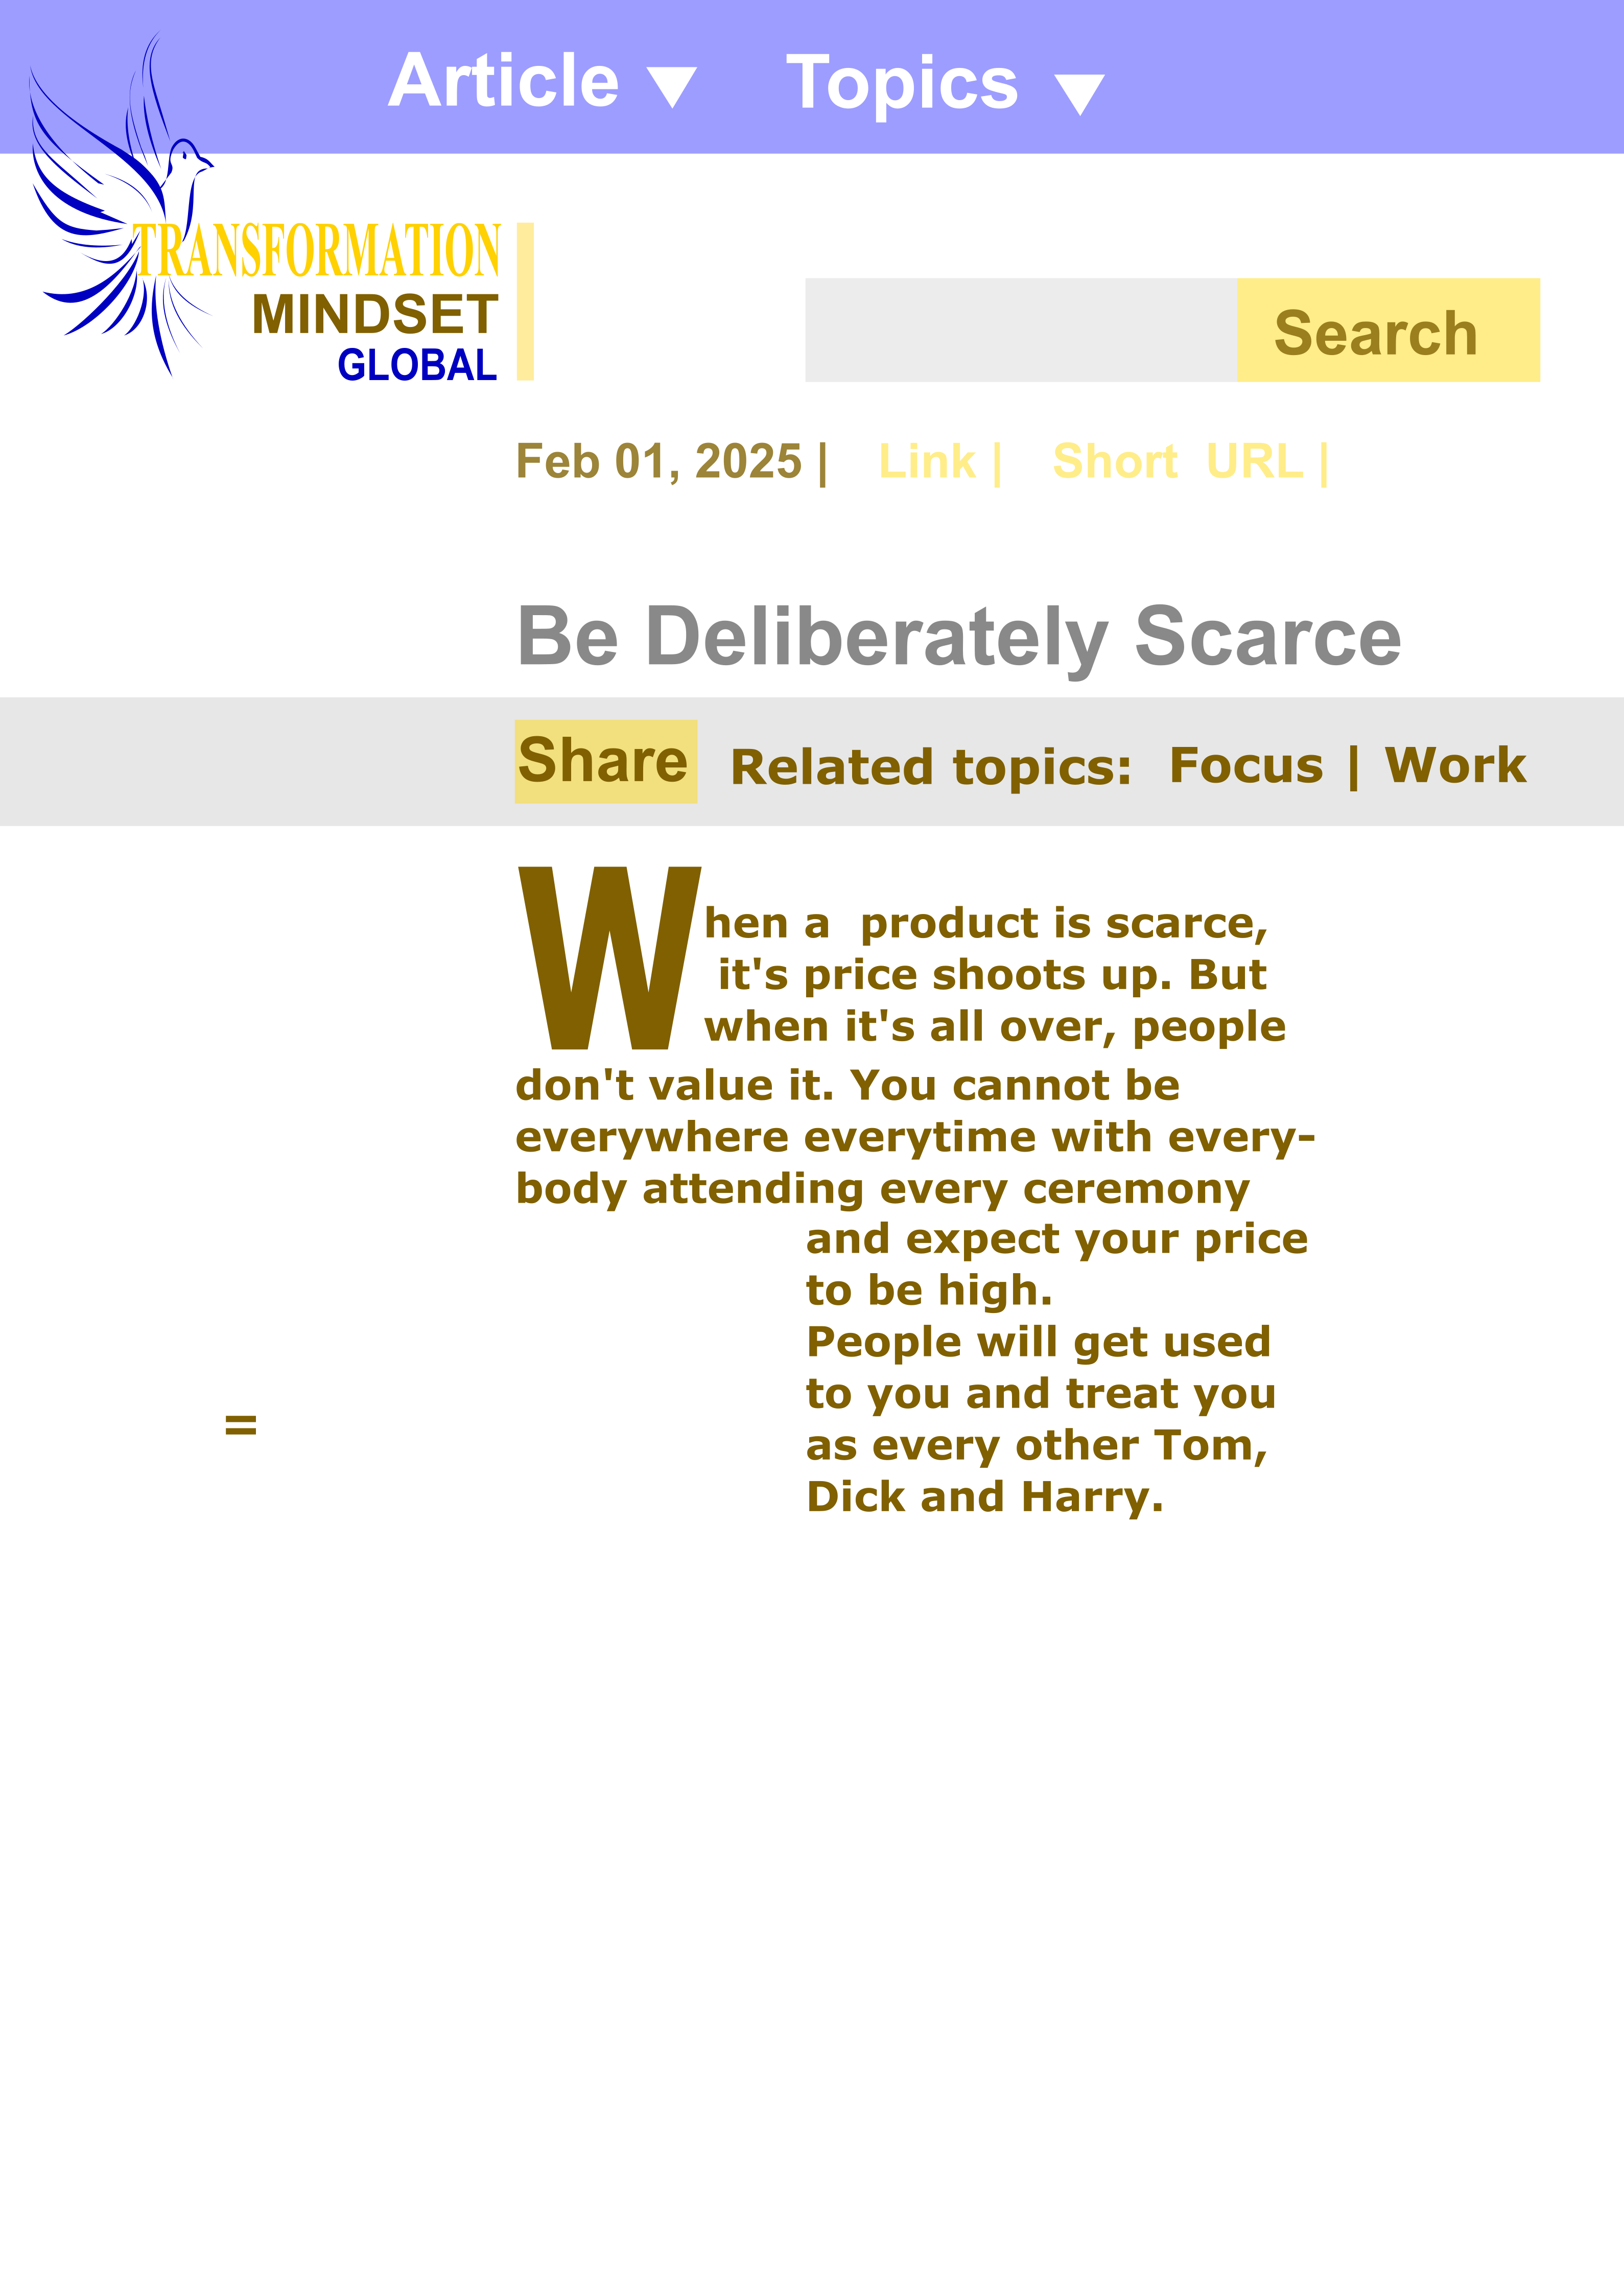 Article Topics
TRANSFORMATION
MINDSET
GLOBAL
Search
Feb 01, 2025 | Link | Short URL |
Be Deliberately Scarce
Share Related topics: Focus | Work
When a product is scarce,
it's price shoots up. But
when it's all over, people
don't value it. You cannot be
everywhere everytime with every-
body attending every ceremony
and expect your price
to be high.
People will get used
to you and treat you
=
as every other Tom,
Dick and Harry.